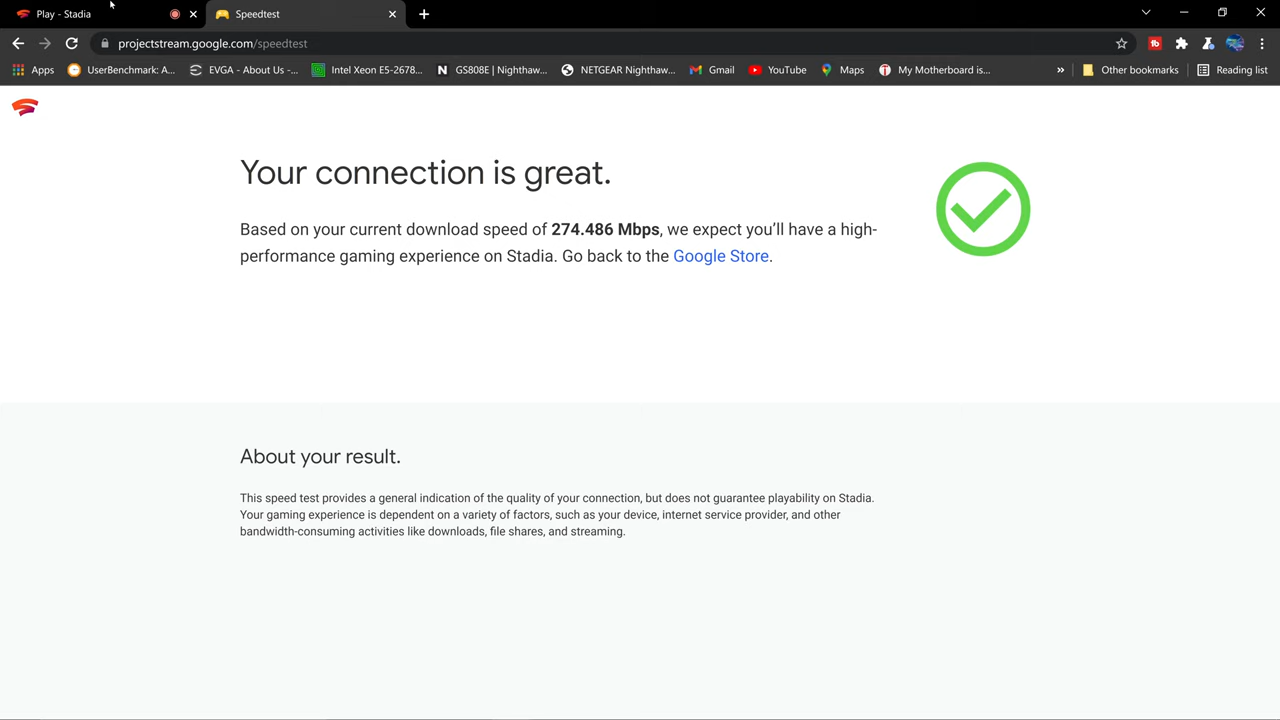 Play - Stadia
Speedtest
projectstream.google.com/speedtest
Apps
UserBenchmark: A...
EVGA - About Us -...
Intel Xeon E5-2678...
N
GS808E | Nighthaw...
NETGEAR Nighthaw...
Gmail
YouTube
Maps
My Motherboard is...
»
Other bookmarks
Reading list
Your connection is great.
Based on your current download speed of 274.486 Mbps, we expect you’ll have a high-
performance gaming experience on Stadia. Go back to the Google Store.
About your result.
This speed test provides a general indication of the quality of your connection, but does not guarantee playability on Stadia.
Your gaming experience is dependent on a variety of factors, such as your device, internet service provider, and other
bandwidth-consuming activities like downloads, file shares, and streaming.